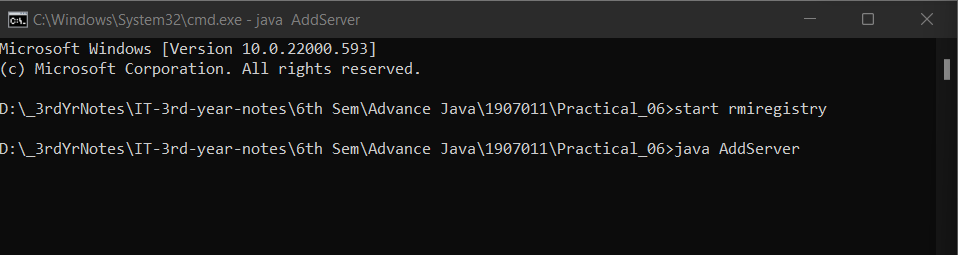 C:\Windows\System32\cmd.exe - java  AddServer
Microsoft Windows [Version 10.0.22000.593]
(c) Microsoft Corporation. All rights reserved.
D:\_3rdYrNotes\IT-3rd-year-notes\6th Sem\Advance Java\1907011\Practical_06>start rmiregistry
D:\_3rdYrNotes\IT-3rd-year-notes\6th Sem\Advance Java\1907011\Practical_06>java AddServer